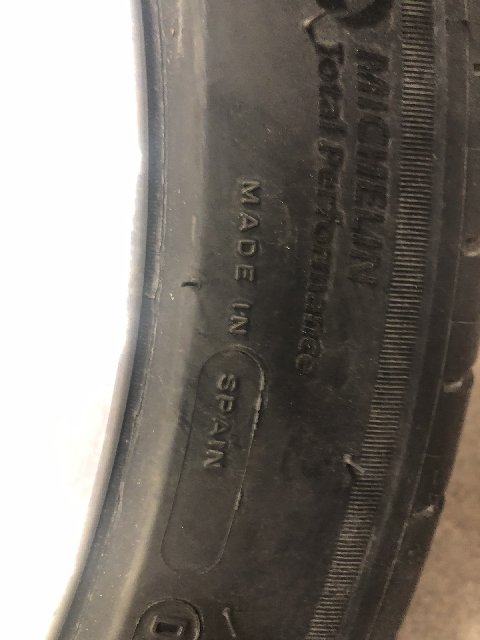 MICHELIN
Total Performance
MADE IN SPAIN